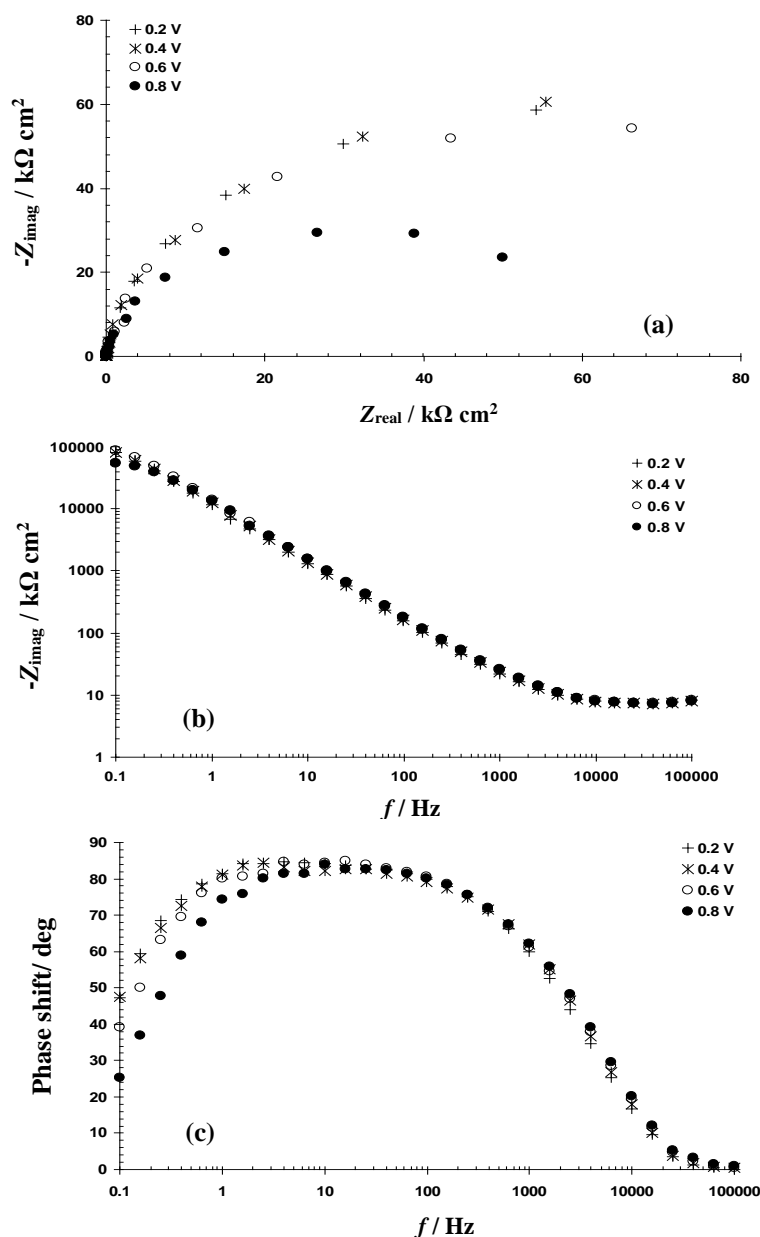 80
60
40
20
0
0
20
40
60
80
-Zimag / kΩ cm²
0.2 V
0.4 V
0.6 V
0.8 V
(a)
Zreal / kΩ cm²
100000
10000
1000
100
10
1
0.1
1
10
100
1000
10000
100000
-Zimag / kΩ cm²
0.2 V
0.4 V
0.6 V
0.8 V
(b)
f / Hz
90
80
70
60
50
40
30
20
10
0
0.1
1
10
100
1000
10000
100000
Phase shift/ deg
0.2 V
0.4 V
0.6 V
0.8 V
(c)
f / Hz